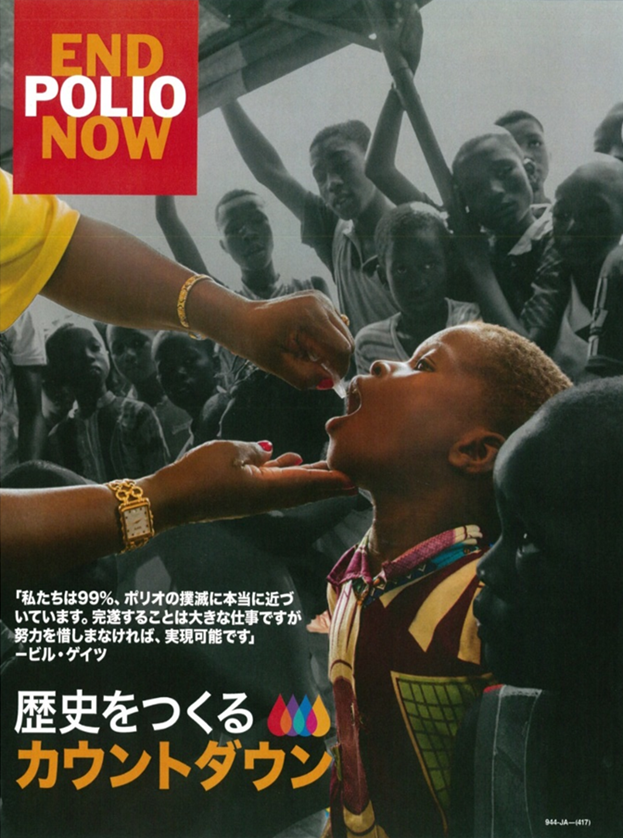 END
POLIO
NOW
「私たちは99%、ポリオの撲滅に本当に近づ
いています。完遂することは大きな仕事ですが
努力を惜しまなければ、実現可能です」
ービル・ゲイツ
歴史をつくる
カウントダウン
944-JA—(417)